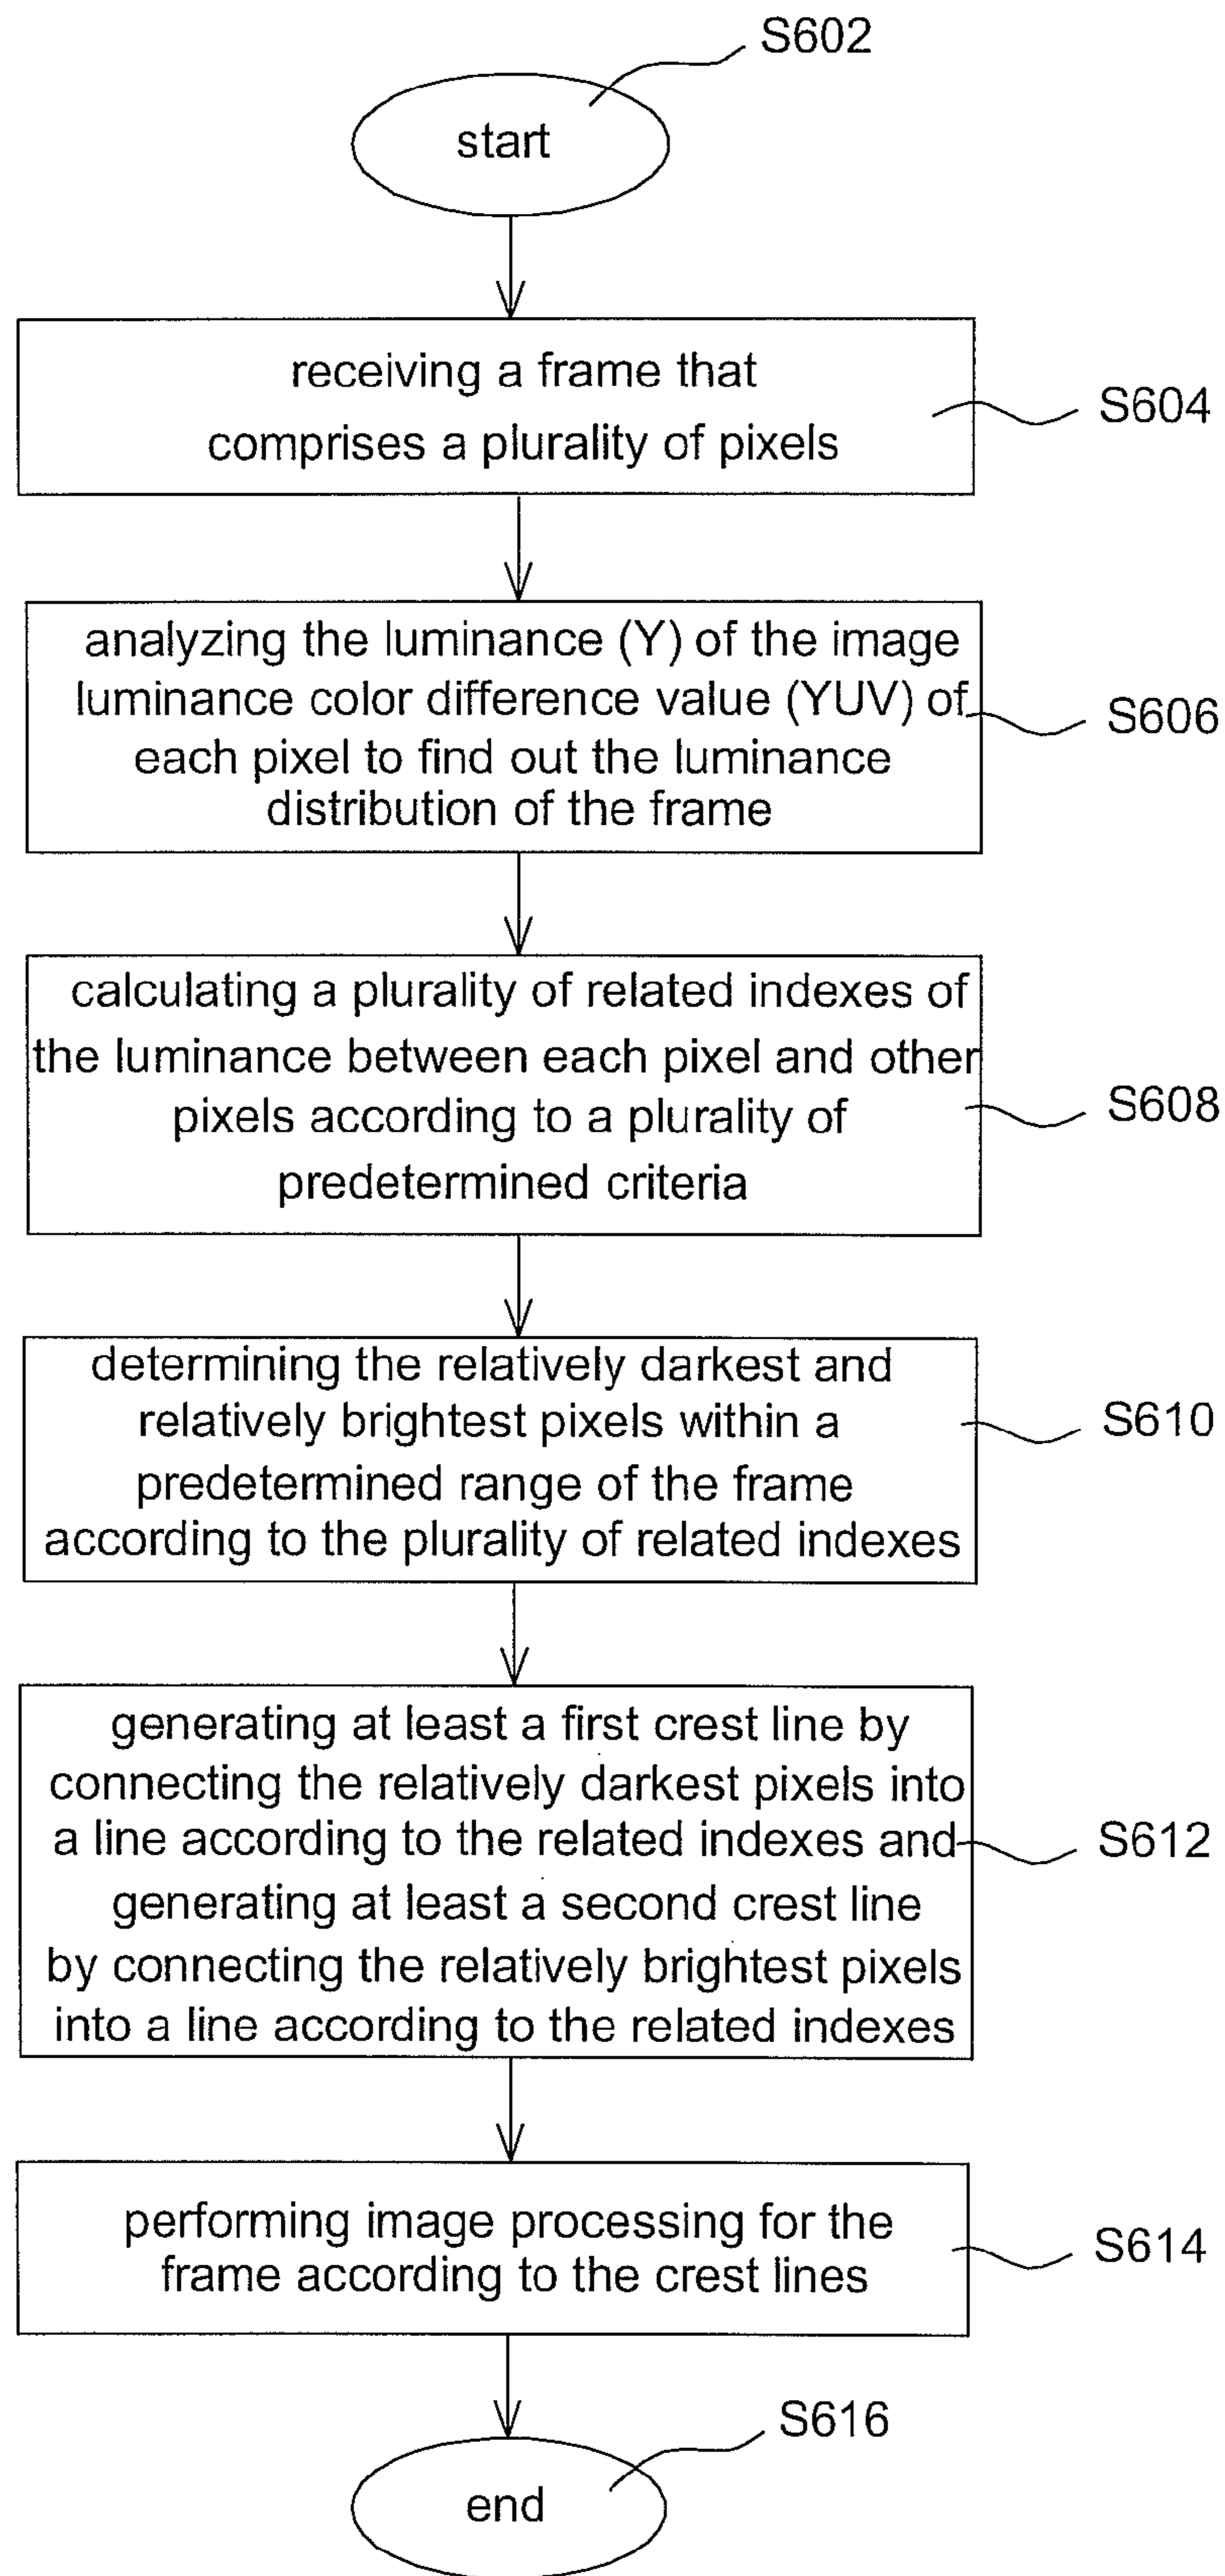 S602
start
receiving a frame that
comprises a plurality of pixels
S604
analyzing the luminance (Y) of the image
luminance color difference value (YUV) of
each pixel to find out the luminance
distribution of the frame
S606
calculating a plurality of related indexes of
the luminance between each pixel and other
pixels according to a plurality of
predetermined criteria
S608
determining the relatively darkest and
relatively brightest pixels within a
predetermined range of the frame
according to the plurality of related indexes
S610
generating at least a first crest line by
connecting the relatively darkest pixels into
a line according to the related indexes and
generating at least a second crest line
by connecting the relatively brightest pixels
into a line according to the related indexes
S612
performing image processing for the
frame according to the crest lines
S614
S616
end